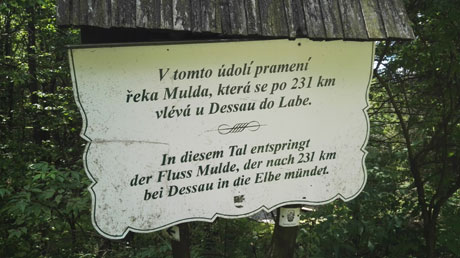 V tomto údolí pramení
řeka Mulda, která se po 231 km
vlévá u Dessau do Labe.
In diesem Tal entspringt
der Fluss Mulde, der nach 231 km
bei Dessau in die Elbe mündet.